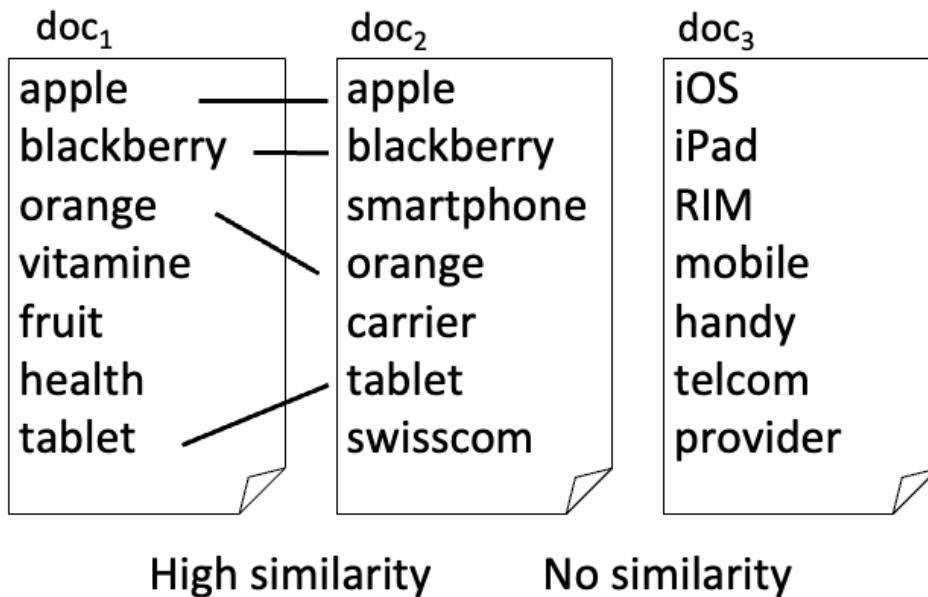 doc1
apple
blackberry
orange
vitamine
fruit
health
tablet
doc2
apple
blackberry
smartphone
orange
carrier
tablet
swisscom
doc3
iOS
iPad
RIM
mobile
handy
telcom
provider
High similarity
No similarity